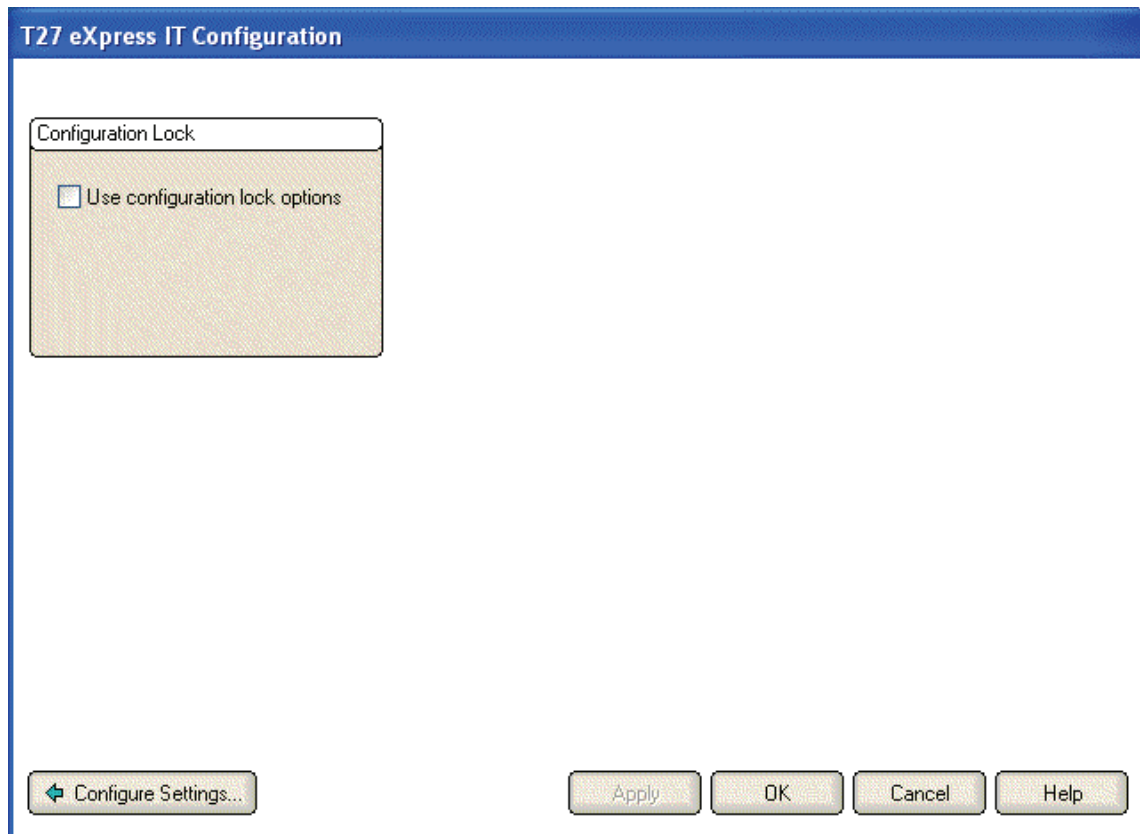 T27 eXpress IT Configuration
Configuration Lock
Use configuration lock options
Configure Settings...
Apply
OK
Cancel
Help